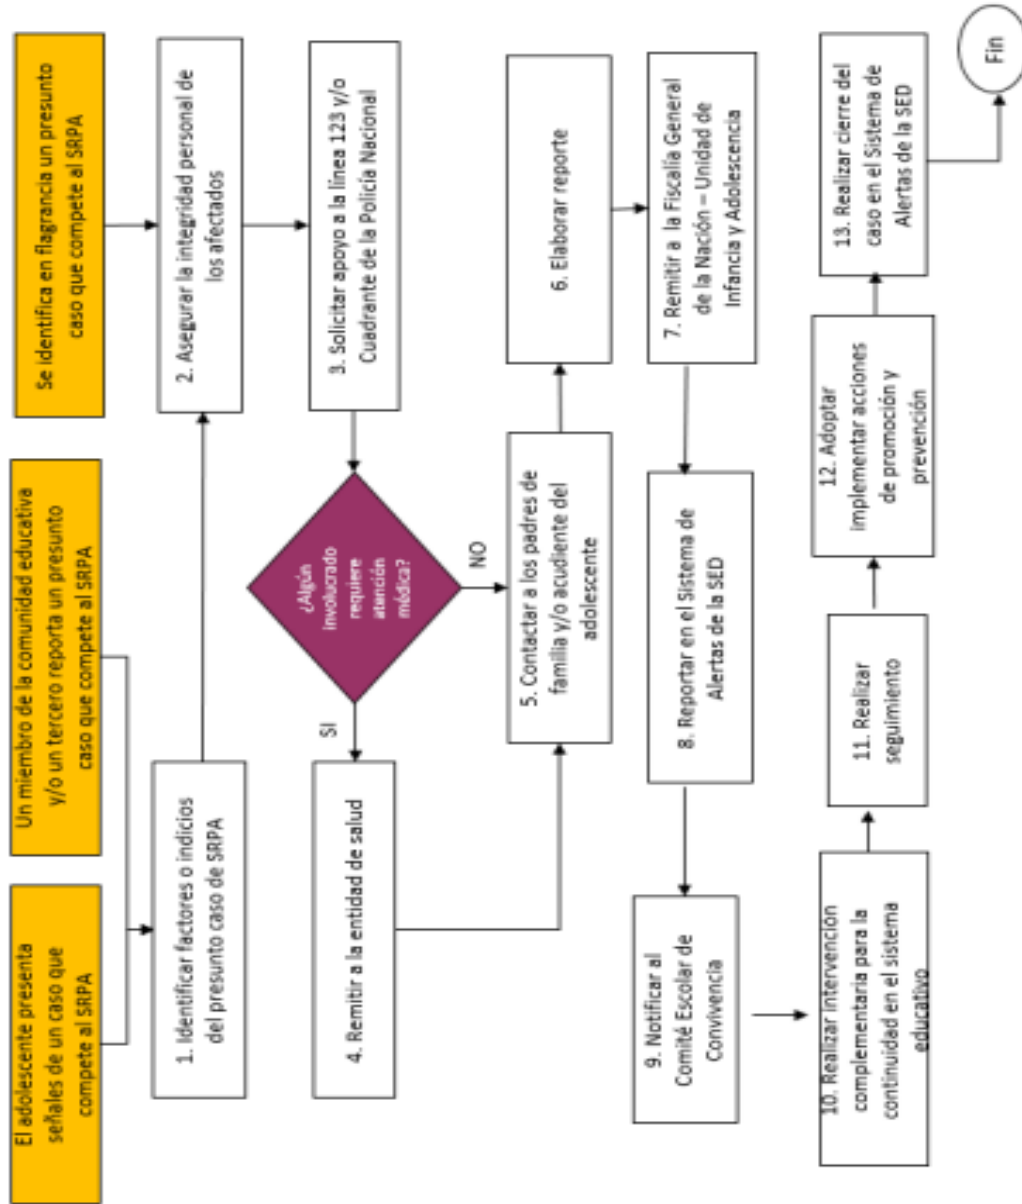 El adolescente presenta
señales de un caso que
compete al SRPA
Un miembro de la comunidad educativa
y/o un tercero reporta un presunto
caso que compete al SRPA
Se identifica en flagrancia un presunto
caso que compete al SRPA
1. Identificar factores o indicios
del presunto caso de SRPA
2. Asegurar la integridad personal de
los afectados
3. Solicitar apoyo a la línea 123 y/o
Cuadrante de la Policía Nacional
¿Algún
involucrado
requiere
atención
médica?
SI
NO
4. Remitir a la entidad de salud
5. Contactar a los padres de
familia y/o acudiente del
adolescente
6. Elaborar reporte
7. Remitir a la Fiscalía General
de la Nación – Unidad de
Infancia y Adolescencia
8. Reportar en el Sistema de
Alertas de la SED
9. Notificar al
Comité Escolar de
Convivencia
10. Realizar intervención
complementaria para la
continuidad en el sistema
educativo
11. Realizar
seguimiento
12. Adoptar
implementar acciones
de promoción y
prevención
13. Realizar cierre del
caso en el Sistema de
Alertas de la SED
Fin